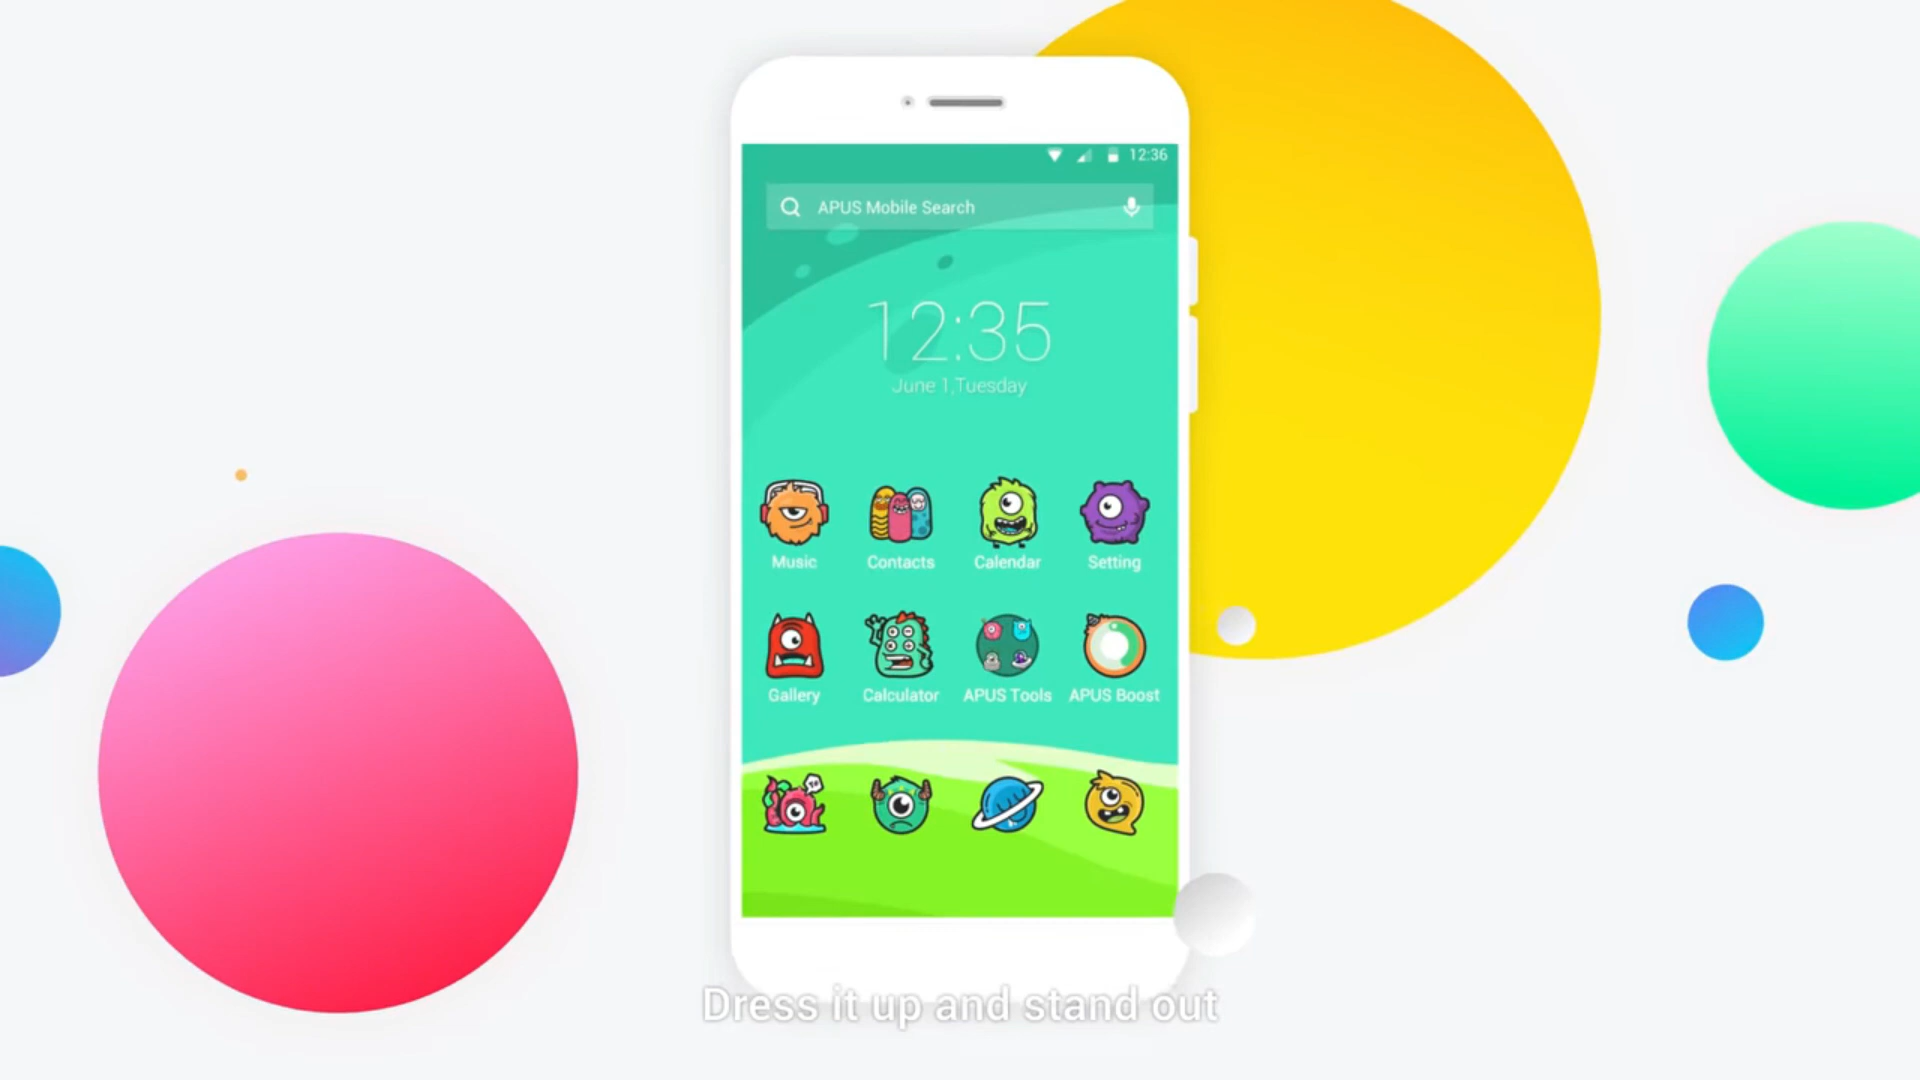 12:36
APUS Mobile Search
12:35
June 1,Tuesday
Music Contacts Calendar Setting
Gallery Calculator APUS Tools APUS Boost
Dress it up and stand out